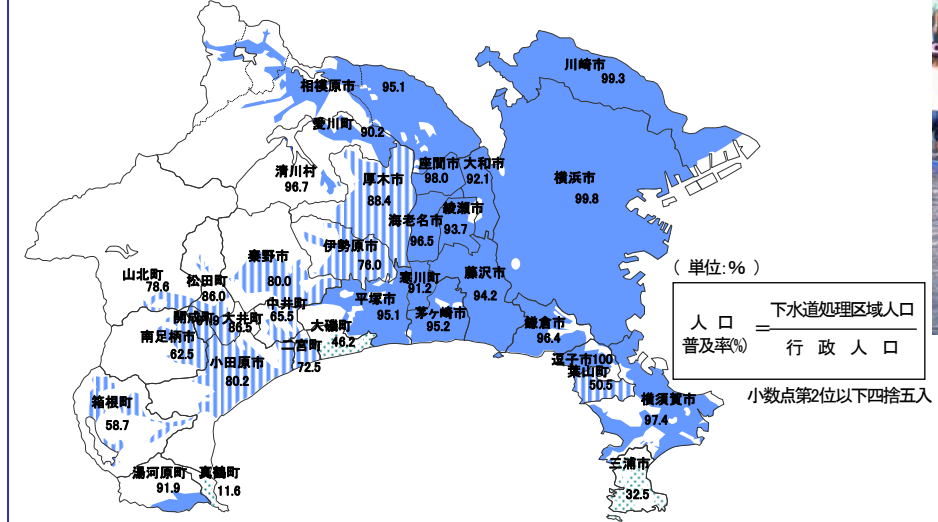 川崎市
99.3
相模原市
95.1
愛川町
90.2
座間市
98.0
大和市
92.1
清川村
96.7
厚木市
88.4
横浜市
99.8
綾瀬市
93.7
海老名市
96.5
伊勢原市
76.0
秦野市
80.0
山北町
78.6
松田町
86.0
寒川町
91.2
藤沢市
94.2
平塚市
95.1
茅ヶ崎市
95.2
中井町
65.5
開成町
大井町
86.5
大磯町
46.2
南足柄市
62.5
小田原市
80.2
二宮町
72.5
鎌倉市
96.4
逗子市100
葉山町
50.5
横須賀市
97.4
箱根町
58.7
湯河原町
91.9
真鶴町
11.6
三浦市
32.5
（ 単位:％ ）
人 口
普及率(%)
=
下水道処理区域人口
行 政 人 口
小数点第2位以下四捨五入